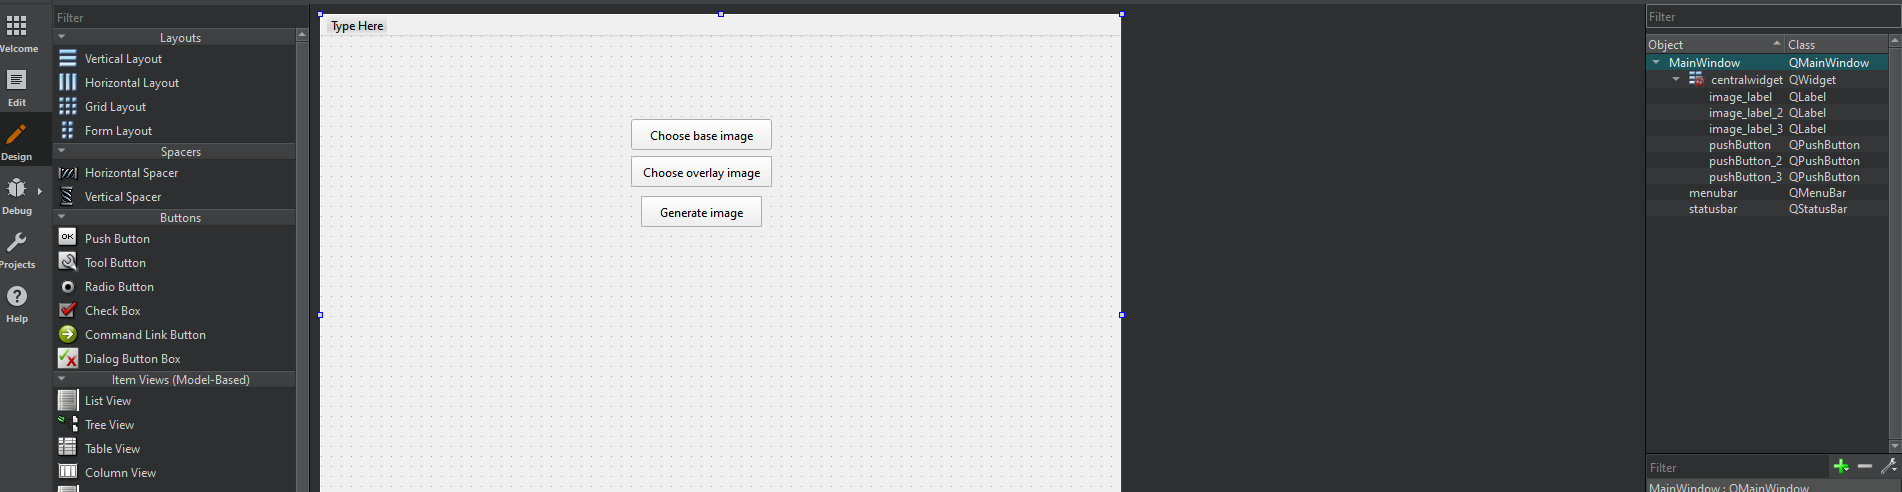 Welcome
Edit
Design
Debug
Projects
Help
Filter
Layouts
Vertical Layout
Horizontal Layout
Grid Layout
Form Layout
Spacers
Horizontal Spacer
Vertical Spacer
Buttons
OK Push Button
Tool Button
Radio Button
Check Box
Command Link Button
Dialog Button Box
Item Views (Model-Based)
List View
Tree View
Table View
Column View
Type Here
Choose base image
Choose overlay image
Generate image
Filter
Object Class
MainWindow QMainWindow
centralwidget QWidget
image_label QLabel
image_label_2 QLabel
image_label_3 QLabel
pushButton QPushButton
pushButton_2 QPushButton
pushButton_3 QPushButton
menubar QMenuBar
statusbar QStatusBar
Filter
MainWindow : QMainWindow